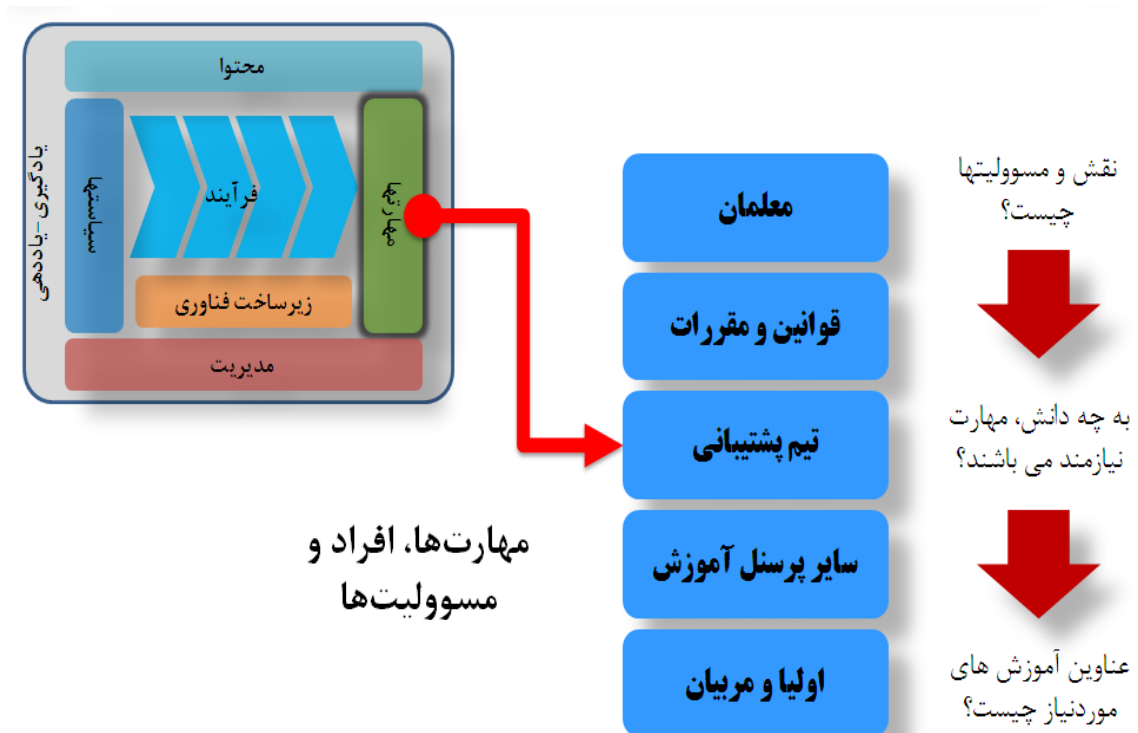 محتوا
یادگیری-یاددهی
سیاستها
فرآیند
مهارتها
زیرساخت فناوری
مدیریت
مهارت‌ها، افراد و
مسوولیت‌ها
معلمان
قوانین و مقررات
تیم پشتیبانی
سایر پرسنل آموزش
اولیا و مربیان
نقش و مسوولیتها
چیست؟
به چه دانش، مهارت
نیازمند می باشند؟
عناوین آموزش های
موردنیاز چیست؟